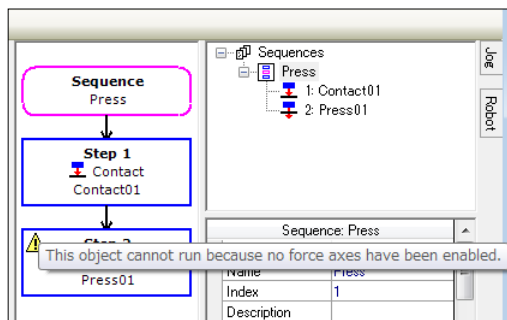 Sequence
Press
Step 1
Contact
Contact01
This object cannot run because no force axes have been enabled.
Press01
Sequences
Press
1: Contact01
2: Press01
Sequence: Press
Name Press
Index 1
Description
Jog
Robot